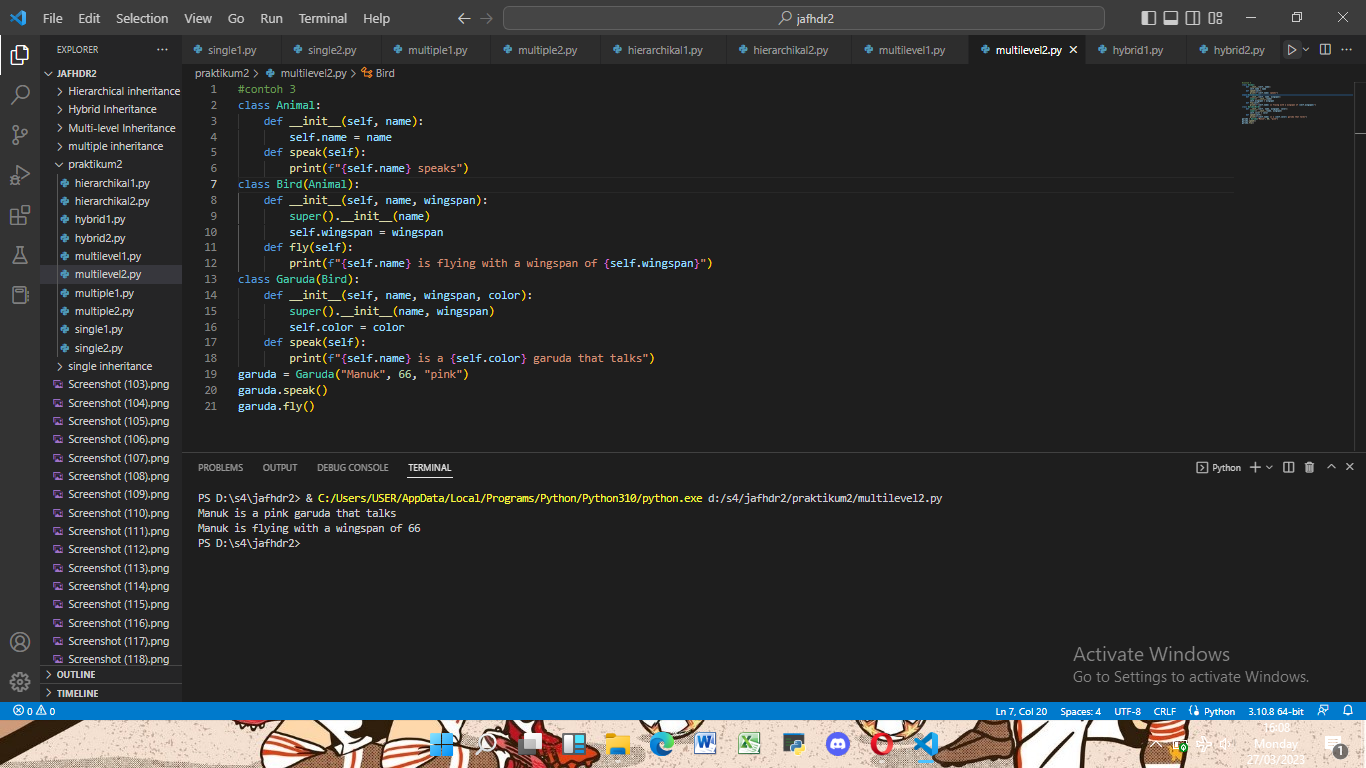 File Edit Selection View Go Run Terminal Help
jafhdr2
EXPLORER
single1.py single2.py multiple1.py multiple2.py hierarchikal1.py hierarchikal2.py multilevel1.py multilevel2.py hybrid1.py hybrid2.py
JAFHDR2
Hierarchical inheritance
Hybrid Inheritance
Multi-level Inheritance
multiple inheritance
praktikum2
hierarchikal1.py
hierarchikal2.py
hybrid1.py
hybrid2.py
multilevel1.py
multilevel2.py
multiple1.py
multiple2.py
single1.py
single2.py
single inheritance
Screenshot (103).png
Screenshot (104).png
Screenshot (105).png
Screenshot (106).png
Screenshot (107).png
Screenshot (108).png
Screenshot (109).png
Screenshot (110).png
Screenshot (111).png
Screenshot (112).png
Screenshot (113).png
Screenshot (114).png
Screenshot (115).png
Screenshot (116).png
Screenshot (117).png
Screenshot (118).png
OUTLINE
TIMELINE
praktikum2 > multilevel2.py > Bird
1 #contoh 3
2 class Animal:
3     def __init__(self, name):
4         self.name = name
5     def speak(self):
6         print(f"{self.name} speaks")
7 class Bird(Animal):
8     def __init__(self, name, wingspan):
9         super().__init__(name)
10         self.wingspan = wingspan
11     def fly(self):
12         print(f"{self.name} is flying with a wingspan of {self.wingspan}")
13 class Garuda(Bird):
14     def __init__(self, name, wingspan, color):
15         super().__init__(name, wingspan)
16         self.color = color
17     def speak(self):
18         print(f"{self.name} is a {self.color} garuda that talks")
19 garuda = Garuda("Manuk", 66, "pink")
20 garuda.speak()
21 garuda.fly()
PROBLEMS OUTPUT DEBUG CONSOLE TERMINAL
Python
PS D:\s4\jafhdr2> & C:/Users/USER/AppData/Local/Programs/Python/Python310/python.exe d:/s4/jafhdr2/praktikum2/multilevel2.py
Manuk is a pink garuda that talks
Manuk is flying with a wingspan of 66
PS D:\s4\jafhdr2>
Activate Windows
Go to Settings to activate Windows.
0 0
Ln 7, Col 20 Spaces: 4 UTF-8 CRLF Python 3.10.8 64-bit
16:08
Monday
27/03/2023
1